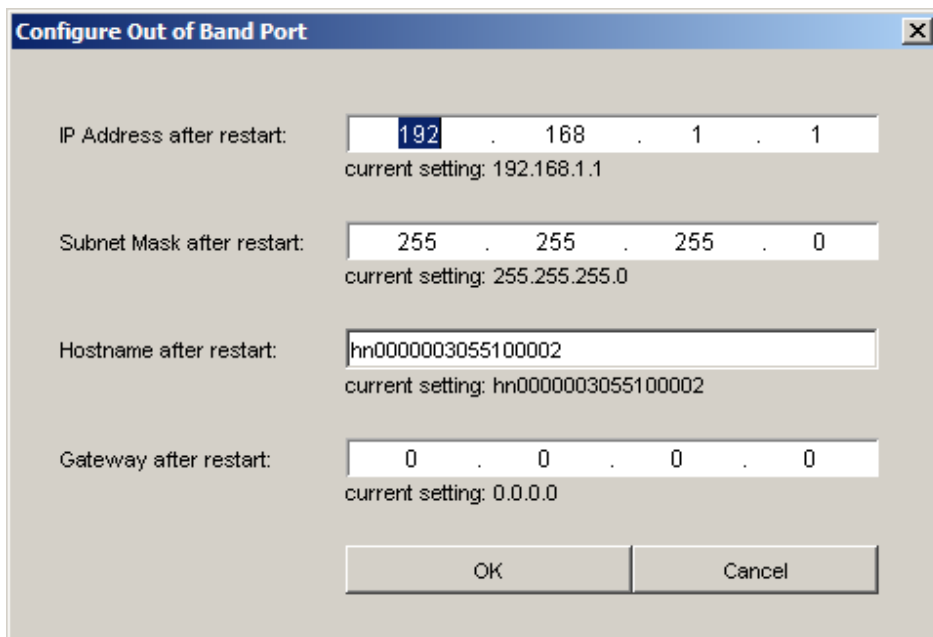 Configure Out of Band Port
IP Address after restart: 192 . 168 . 1 . 1
current setting: 192.168.1.1
Subnet Mask after restart: 255 . 255 . 255 . 0
current setting: 255.255.255.0
Hostname after restart: hn0000003055100002
current setting: hn0000003055100002
Gateway after restart: 0 . 0 . 0 . 0
current setting: 0.0.0.0
OK Cancel